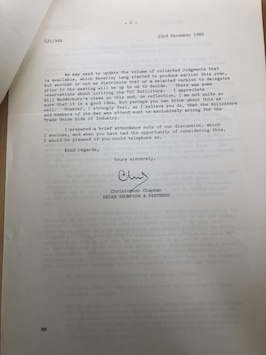 - 2 -
23rd December 1985
We may need to update the volume of collected judgments that
is available, which Beverley Lang started to produce earlier this year,
but whether or not we distribute that or a selected version to delegates
prior to the meeting will be up to us to decide. There was some
reservations about inviting the TUC Solicitors. I appreciate
Bill Wedderburn's views on this and, on reflection, I am not quite so
sure that it is a good idea, but perhaps you can think about this as
well. However, I strongly feel, as I believe you do, that the Solicitors
and members of the Bar who attend must be exclusively acting for the
Trade Union side of industry.
I prepared a brief attendance note of our discussion, which
I enclose, and when you have had the opportunity of considering this,
I would be pleased if you would telephone me.
Kind regards,
Yours sincerely,
Christopher Chapman
BRIAN THOMPSON & PARTNERS